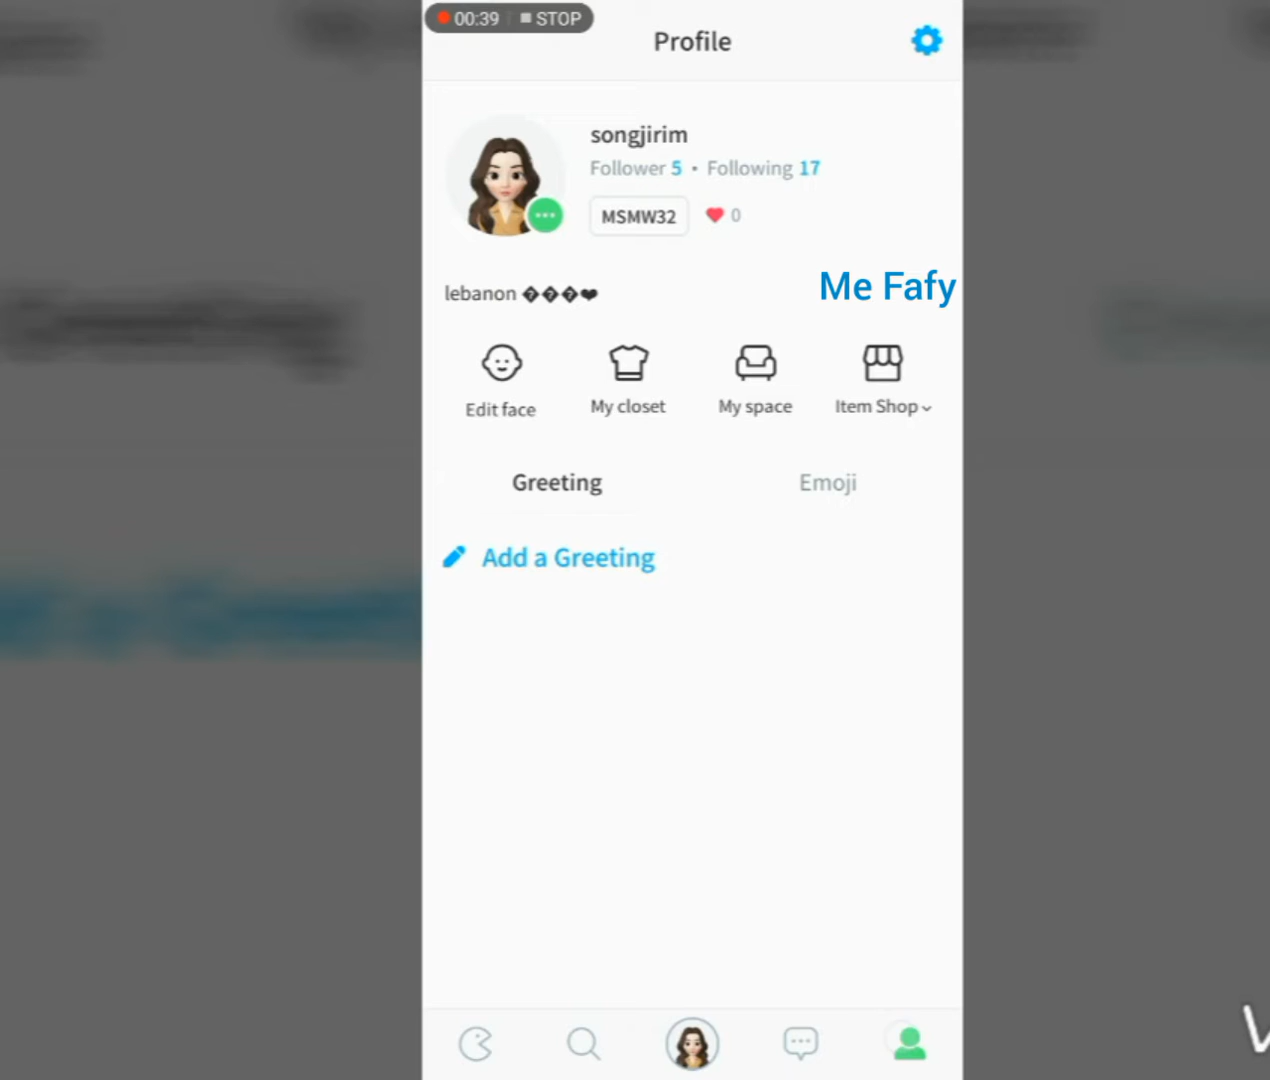 00:39 STOP
Profile
songjirim
Follower 5 • Following 17
MSMW32 0
lebanon ���❤
Me Fafy
Edit face My closet My space Item Shop
Greeting Emoji
Add a Greeting